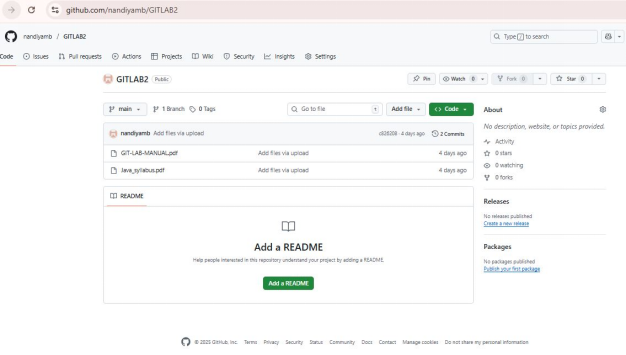 github.com/nandiyamb/GITLAB2
nandiyamb / GITLAB2
Type / to search
Code Issues Pull requests Actions Projects Wiki Security Insights Settings
GITLAB2 Public
Pin Watch 0 Fork 0 Star 0
main 1 Branch 0 Tags Go to file t Add file <> Code
nandiyamb Add files via upload 4 days ago 2 Commits
GIT-LAB-MANUAL.pdf Add files via upload 4 days ago
Java_syllabus.pdf Add files via upload 4 days ago
README
Add a README
Help people interested in this repository understand your project by adding a README.
Add a README
About
No description, website, or topics provided.
Activity
0 stars
0 watching
0 forks
Releases
No releases published
Create a new release
Packages
No packages published
Publish your first package
© 2025 GitHub, Inc. Terms Privacy Security Status Community Docs Contact Manage cookies Do not share my personal information